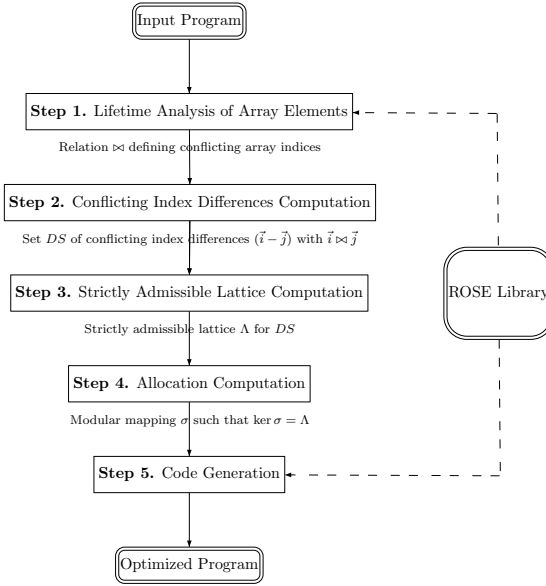 Input Program
Step 1. Lifetime Analysis of Array Elements
Relation ⋈ defining conflicting array indices
Step 2. Conflicting Index Differences Computation
Set DS of conflicting index differences (i⃗ − j⃗) with i⃗ ⋈ j⃗
ROSE Library
Step 3. Strictly Admissible Lattice Computation
Strictly admissible lattice Λ for DS
Step 4. Allocation Computation
Modular mapping σ such that ker σ = Λ
Step 5. Code Generation
Optimized Program